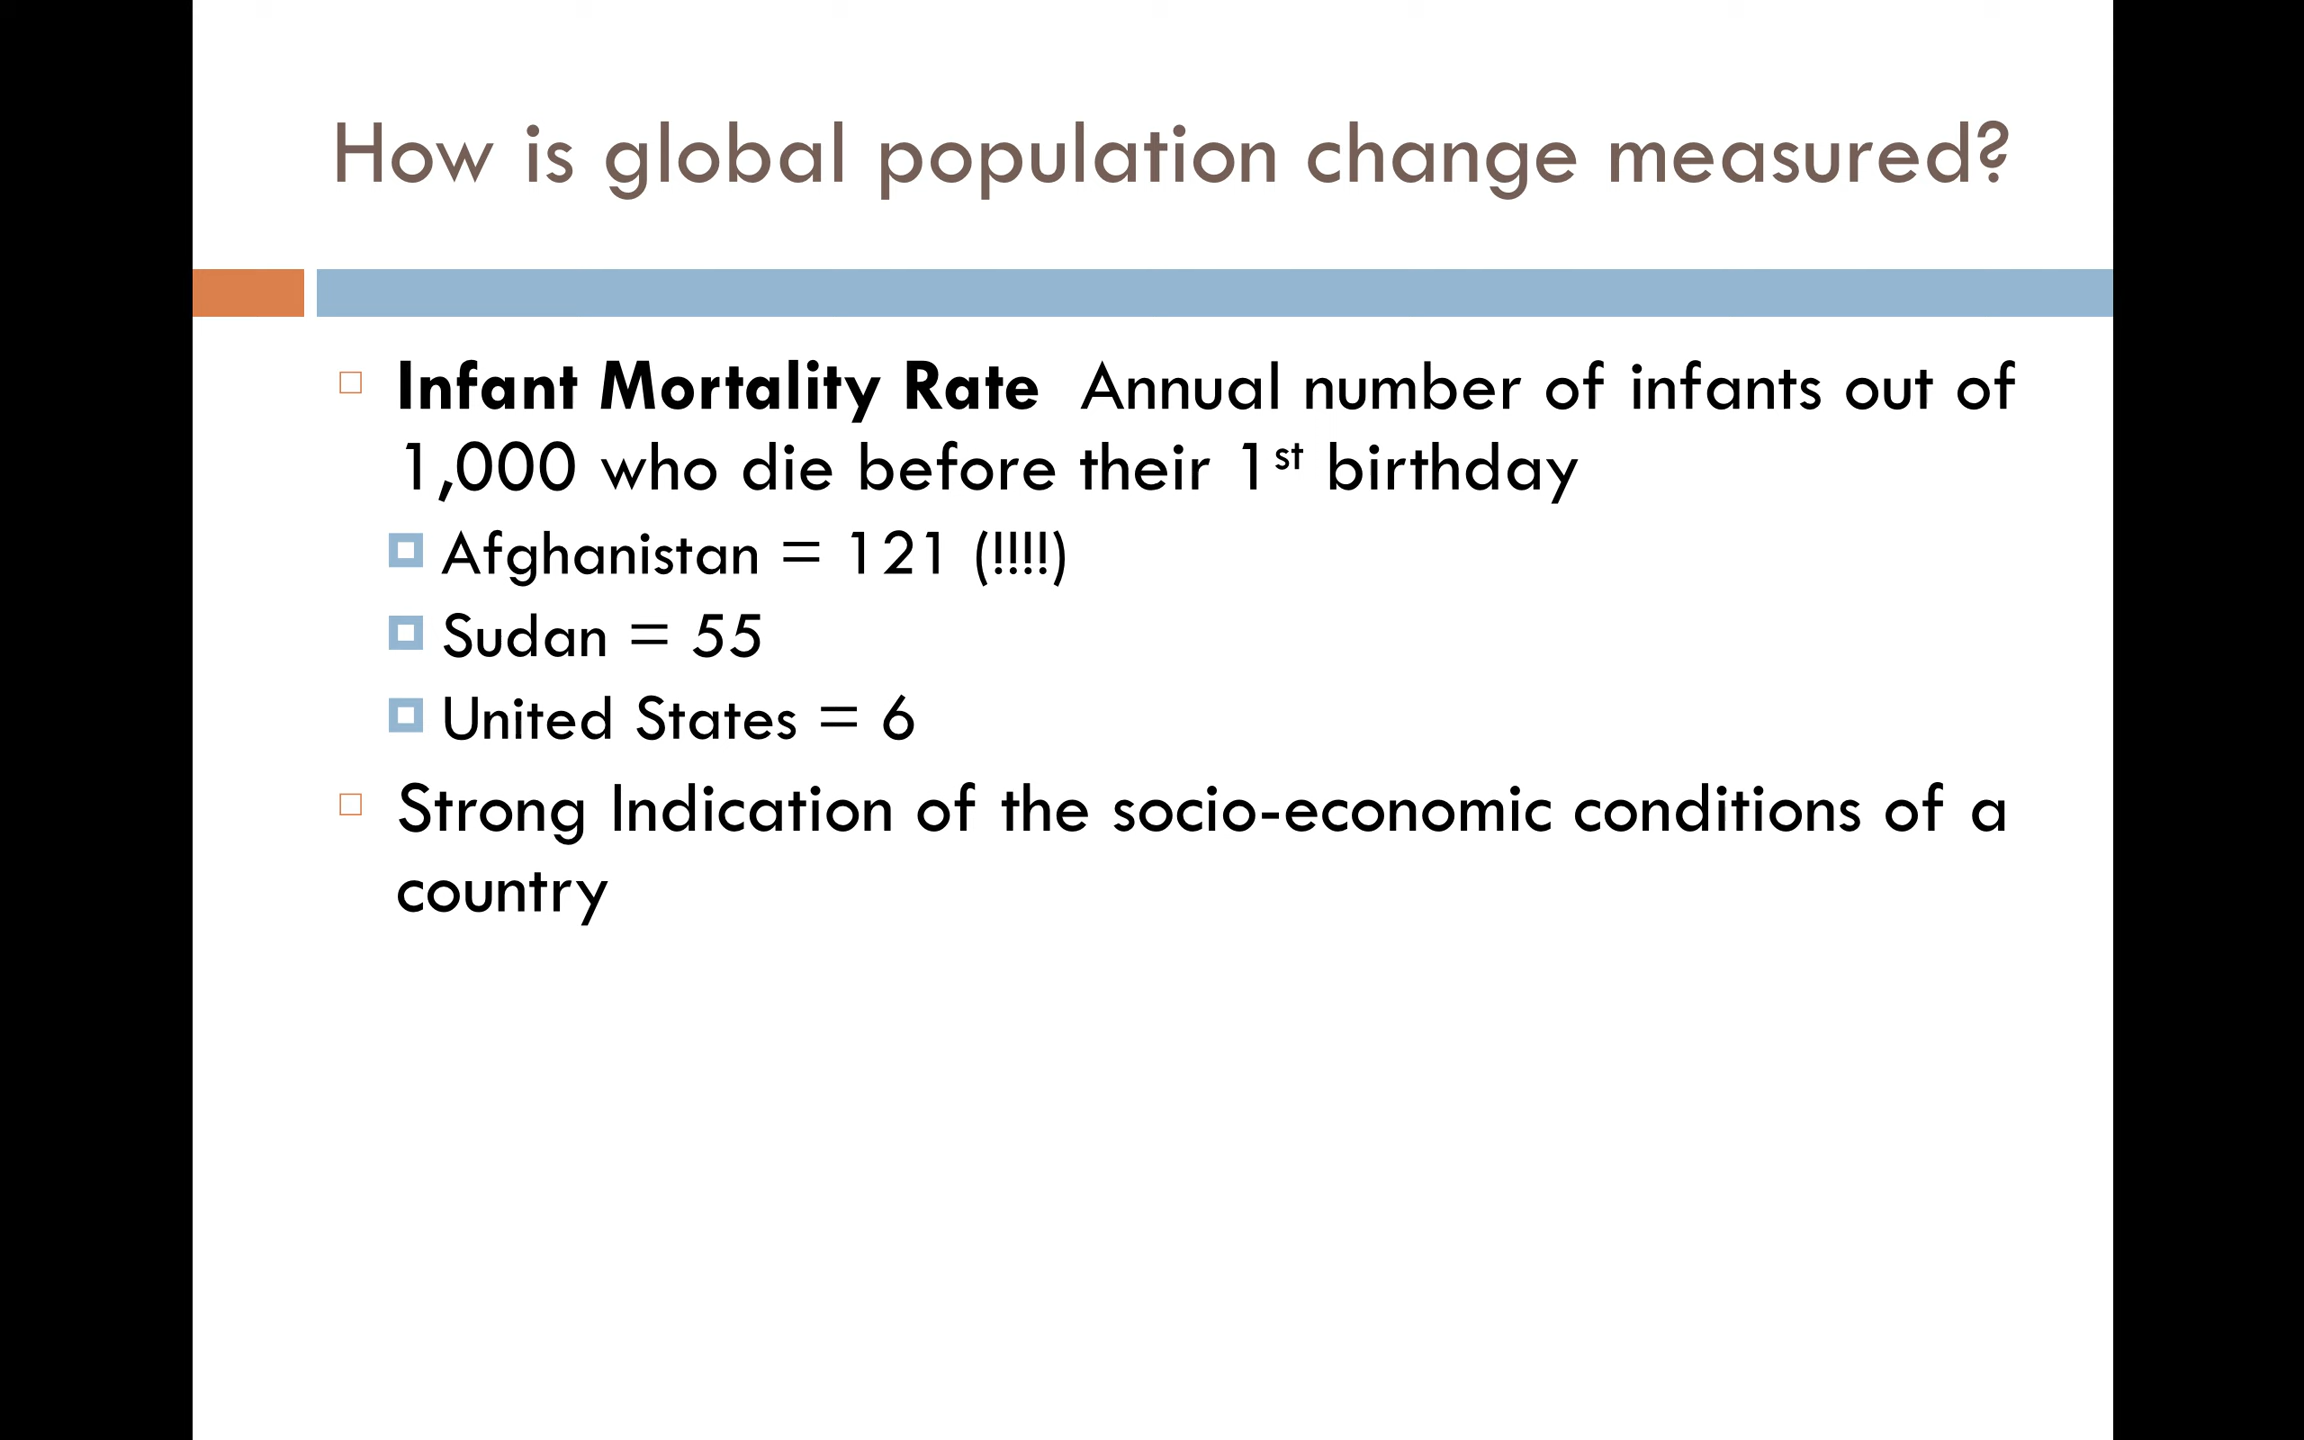 How is global population change measured?
Infant Mortality Rate  Annual number of infants out of
1,000 who die before their 1st birthday
Afghanistan = 121 (!!!!)
Sudan = 55
United States = 6
Strong Indication of the socio-economic conditions of a
country